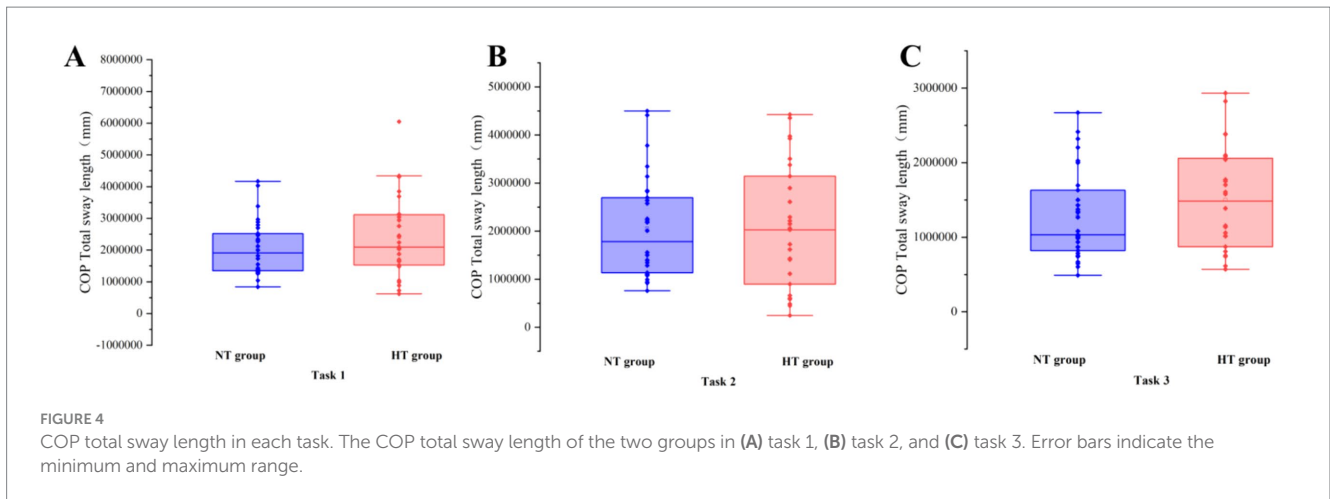 A
COP Total sway length（mm）
8000000
7000000
6000000
5000000
4000000
3000000
2000000
1000000
0
-1000000
NT group
HT group
Task 1
B
COP Total sway length（mm）
5000000
4000000
3000000
2000000
1000000
0
NT group
HT group
Task 2
C
COP Total sway length（mm）
3000000
2000000
1000000
0
NT group
HT group
Task 3
FIGURE 4
COP total sway length in each task. The COP total sway length of the two groups in (A) task 1, (B) task 2, and (C) task 3. Error bars indicate the
minimum and maximum range.